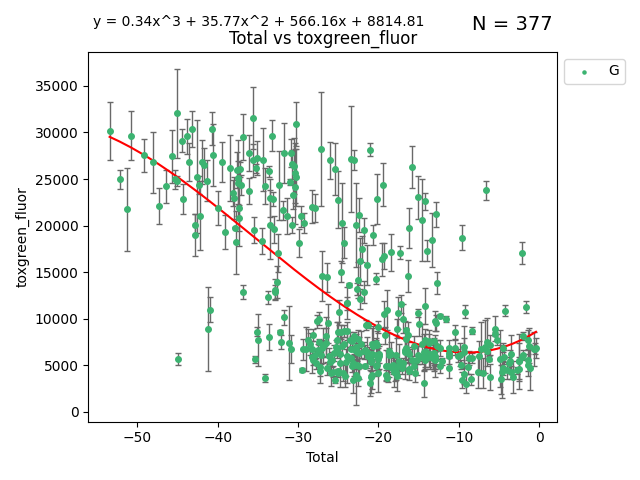 y = 0.34x^3 + 35.77x^2 + 566.16x + 8814.81
N = 377
Total vs toxgreen_fluor
G
35000
30000
25000
20000
15000
10000
5000
0
toxgreen_fluor
−50 −40 −30 −20 −10 0
Total